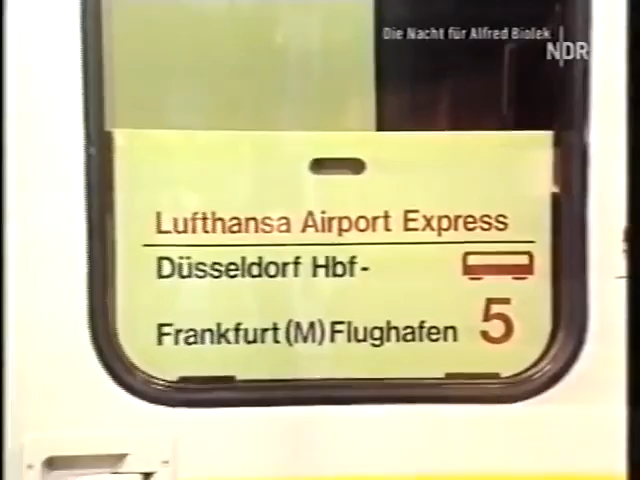 Die Nacht für Alfred Biolek
NDR
Lufthansa Airport Express
Düsseldorf Hbf-
Frankfurt (M) Flughafen 5